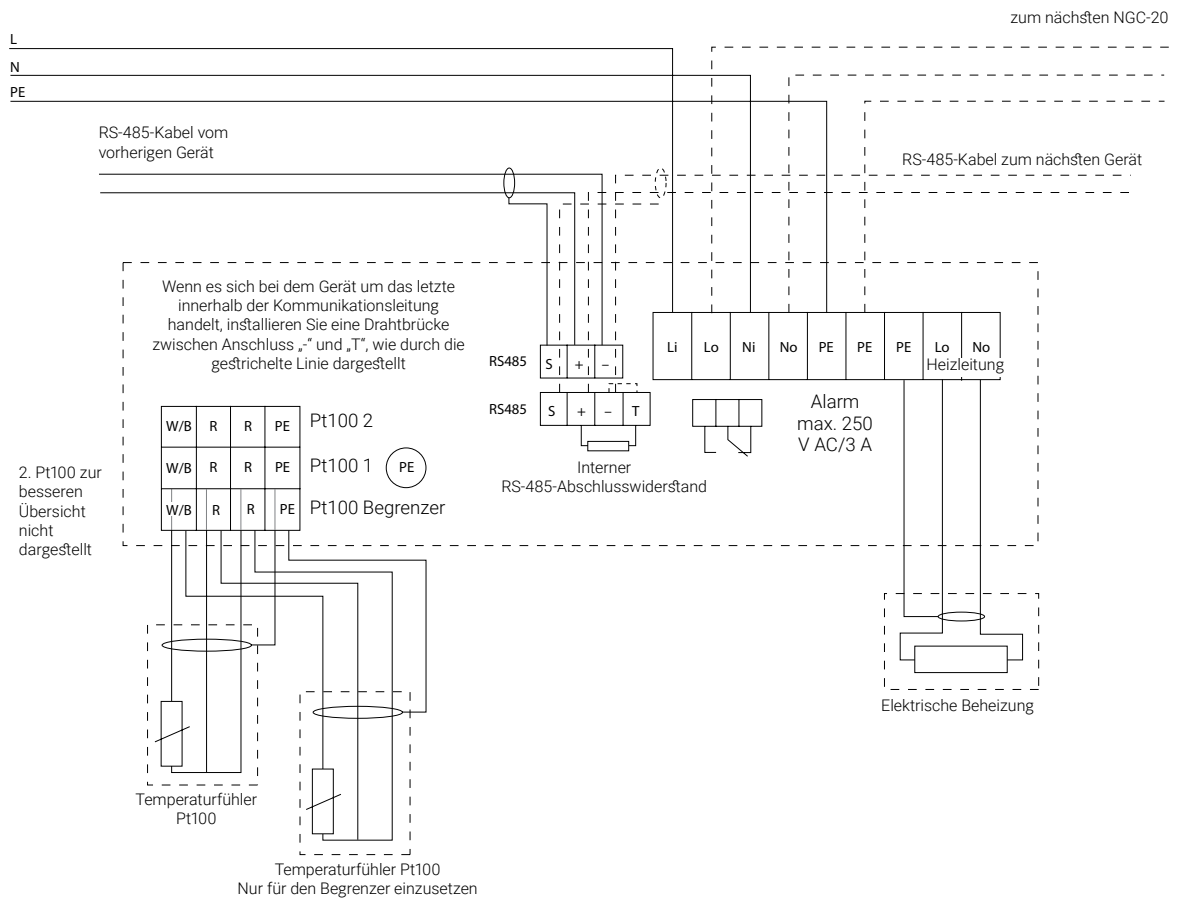 zum nächsten NGC-20
L
N
PE
RS-485-Kabel vom
vorherigen Gerät
RS-485-Kabel zum nächsten Gerät
Wenn es sich bei dem Gerät um das letzte
innerhalb der Kommunikationsleitung
handelt, installieren Sie eine Drahtbrücke
zwischen Anschluss „-“ und „T“, wie durch die
gestrichelte Linie dargestellt
RS485
S + –
Li Lo Ni No PE PE PE Lo No
Heizleitung
RS485
S + – T
Alarm
max. 250
V AC/3 A
Interner
RS-485-Abschlusswiderstand
W/B R R PE Pt100 2
W/B R R PE Pt100 1 PE
W/B R R PE Pt100 Begrenzer
2. Pt100 zur
besseren
Übersicht
nicht
dargestellt
Elektrische Beheizung
Temperaturfühler
Pt100
Temperaturfühler Pt100
Nur für den Begrenzer einzusetzen